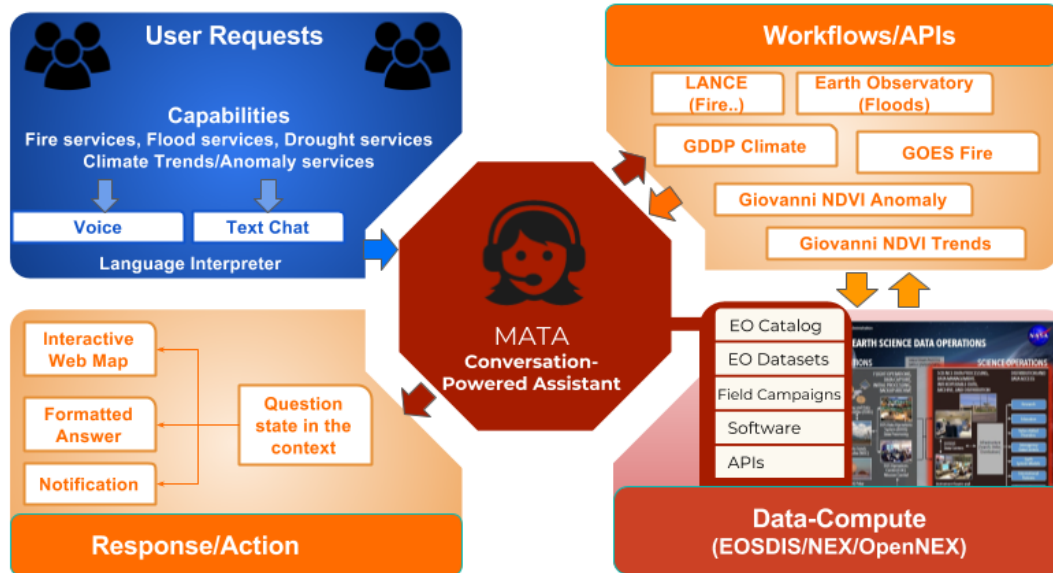 User Requests
Capabilities
Fire services, Flood services, Drought services
Climate Trends/Anomaly services
Voice
Text Chat
Language Interpreter
Workflows/APIs
LANCE
(Fire..)
Earth Observatory
(Floods)
GDDP Climate
GOES Fire
Giovanni NDVI Anomaly
Giovanni NDVI Trends
MATA
Conversation-
Powered Assistant
Interactive
Web Map
Formatted
Answer
Notification
Question
state in the
context
Response/Action
EO Catalog
EO Datasets
Field Campaigns
Software
APIs
EARTH SCIENCE DATA OPERATIONS
NASA
SCIENCE OPERATIONS
Data-Compute
(EOSDIS/NEX/OpenNEX)